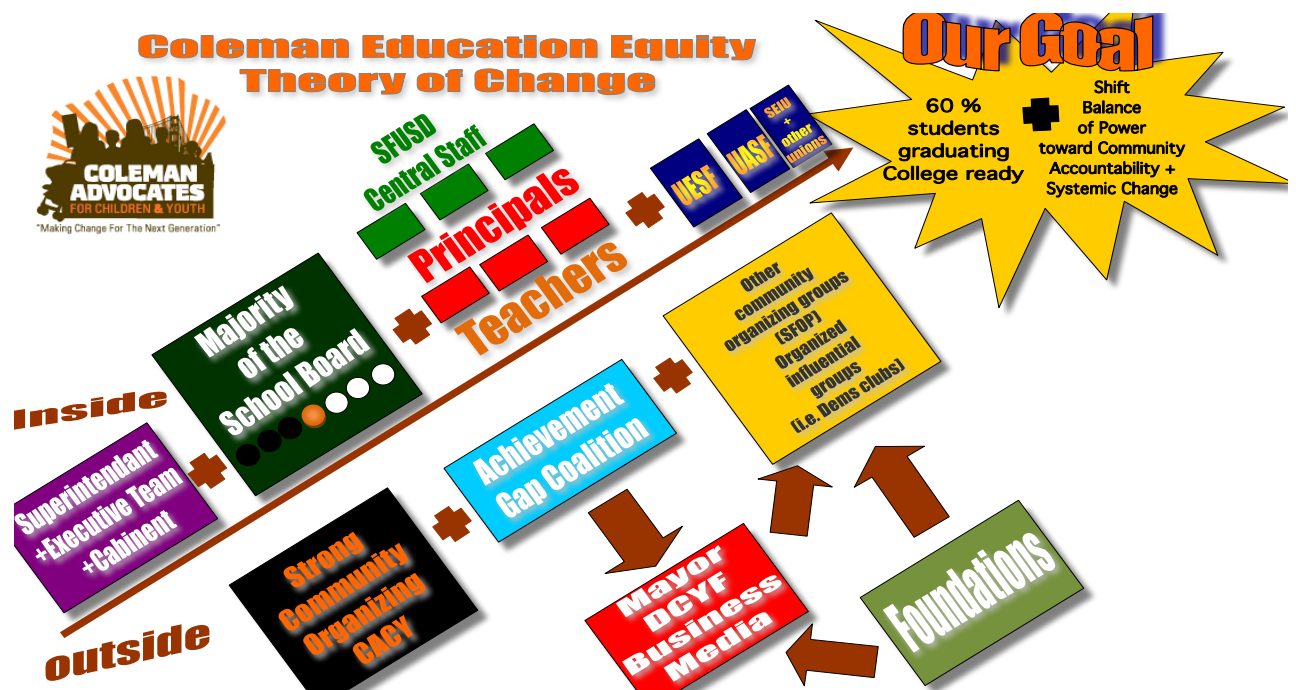 Coleman Education Equity
Theory of Change
COLEMAN
ADVOCATES
FOR CHILDREN & YOUTH
"Making Change For The Next Generation"
Our Goal
60 %
students
graduating
College ready
Shift
Balance
of Power
toward Community
Accountability +
Systemic Change
SFUSD
Central Staff
Principals
Teachers
UESF
UASF
SEIU
+
other
unions
Majority
of the
School Board
Inside
Superintendant
+Executive Team
+Cabinent
outside
Strong
Community
Organizing
CACY
Achievement
Gap Coalition
Other
community
organizing groups
(SFOP)
Organized
influential
groups
(i.e. Dems clubs)
Mayor
DCYF
Business
Media
Foundations